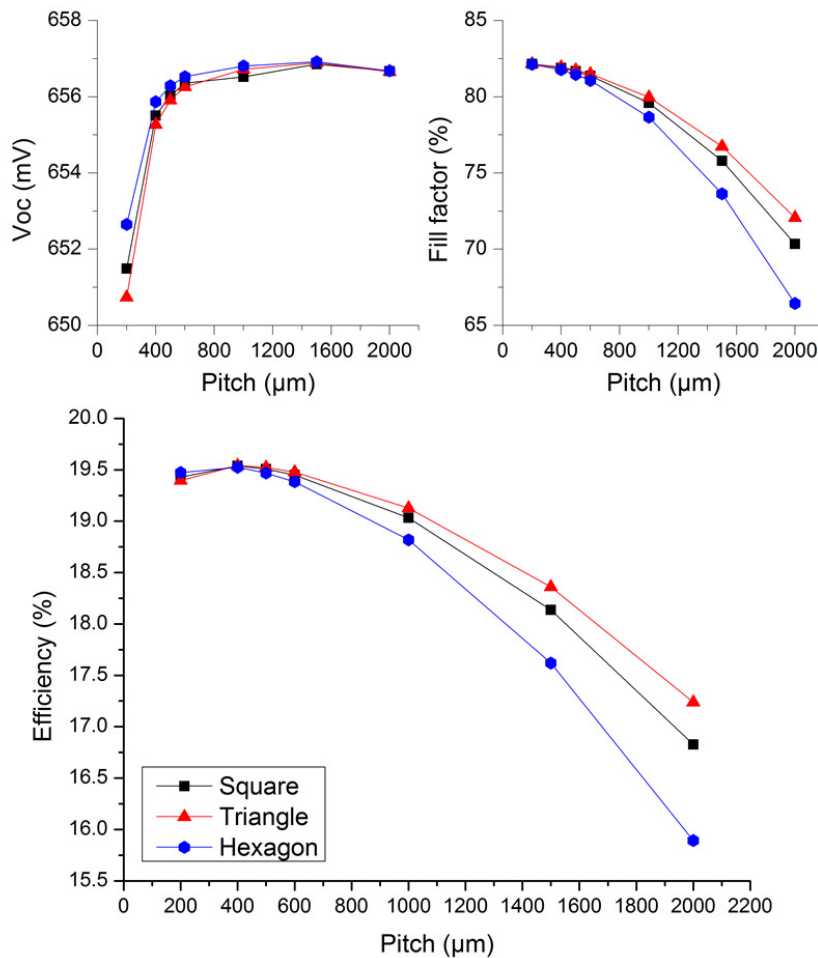 658
656
654
652
650
Voc (mV)
0 400 800 1200 1600 2000
Pitch (µm)
85
80
75
70
65
Fill factor (%)
0 400 800 1200 1600 2000
Pitch (µm)
20.0
19.5
19.0
18.5
18.0
17.5
17.0
16.5
16.0
15.5
Efficiency (%)
Square
Triangle
Hexagon
0 200 400 600 800 1000 1200 1400 1600 1800 2000 2200
Pitch (µm)